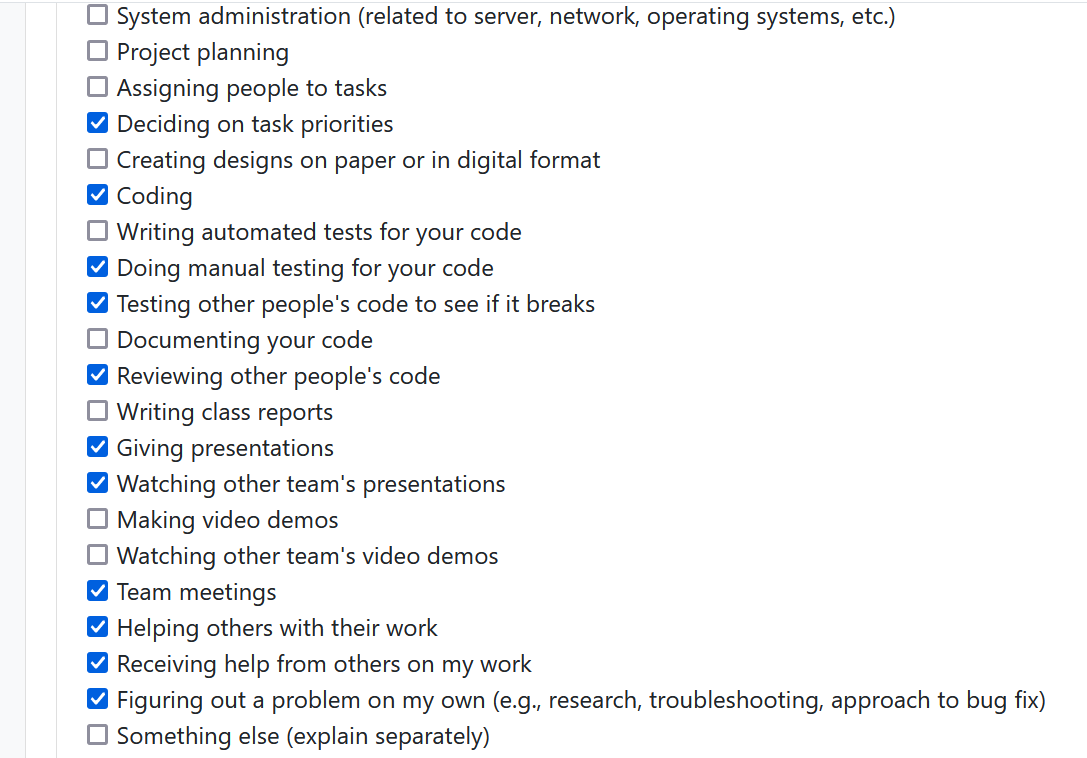 System administration (related to server, network, operating systems, etc.)
Project planning
Assigning people to tasks
Deciding on task priorities
Creating designs on paper or in digital format
Coding
Writing automated tests for your code
Doing manual testing for your code
Testing other people's code to see if it breaks
Documenting your code
Reviewing other people's code
Writing class reports
Giving presentations
Watching other team's presentations
Making video demos
Watching other team's video demos
Team meetings
Helping others with their work
Receiving help from others on my work
Figuring out a problem on my own (e.g., research, troubleshooting, approach to bug fix)
Something else (explain separately)